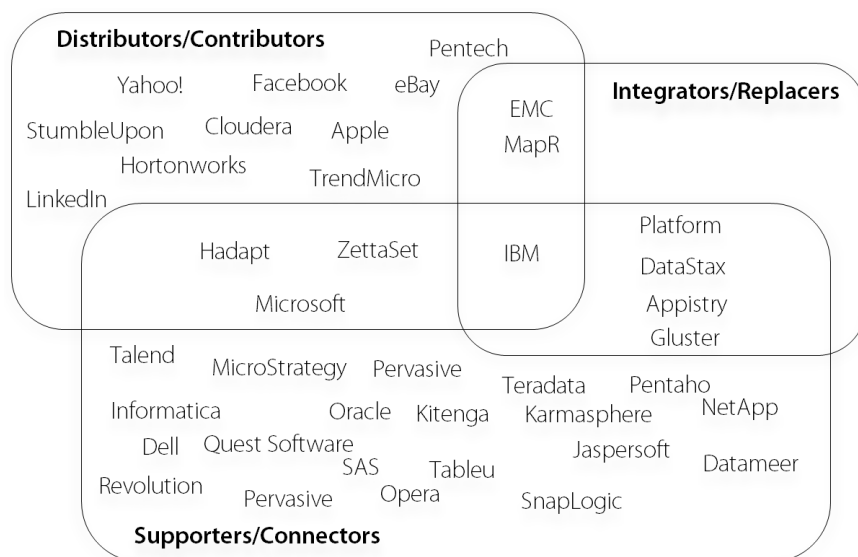 Distributors/Contributors
Pentech
Yahoo!
Facebook
eBay
Integrators/Replacers
EMC
StumbleUpon
Cloudera
Apple
MapR
Hortonworks
TrendMicro
LinkedIn
Platform
Hadapt
ZettaSet
IBM
DataStax
Microsoft
Appistry
Gluster
Talend
MicroStrategy
Pervasive
Teradata
Pentaho
Informatica
Oracle
Kitenga
Karmasphere
NetApp
Dell
Quest Software
Jaspersoft
SAS
Tableu
Datameer
Revolution
Pervasive
Opera
SnapLogic
Supporters/Connectors